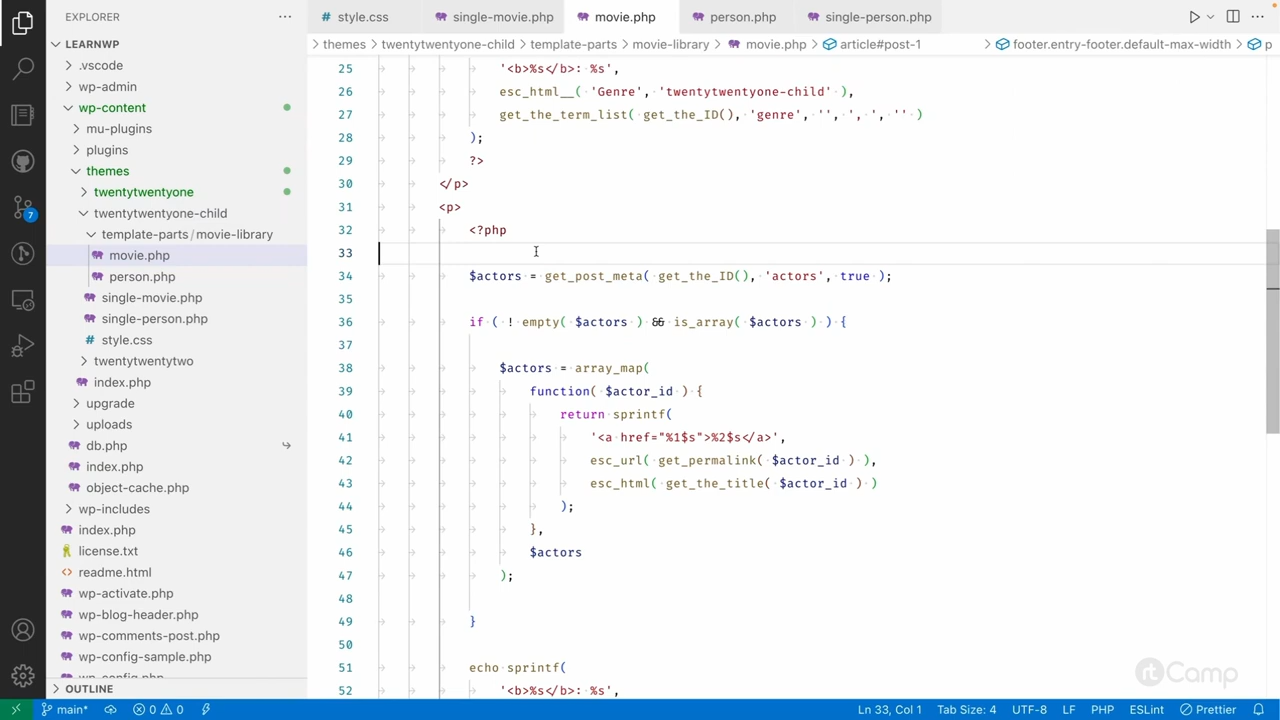 EXPLORER
LEARNWP
.vscode
wp-admin
wp-content
mu-plugins
plugins
themes
twentytwentyone
twentytwentyone-child
template-parts/movie-library
movie.php
person.php
single-movie.php
single-person.php
style.css
twentytwentytwo
index.php
upgrade
uploads
db.php
index.php
object-cache.php
wp-includes
index.php
license.txt
readme.html
wp-activate.php
wp-blog-header.php
wp-comments-post.php
wp-config-sample.php
wp-config.php
OUTLINE
7
style.css single-movie.php movie.php person.php single-person.php
themes > twentytwentyone-child > template-parts > movie-library > movie.php > article#post-1 > footer.entry-footer.default-max-width > p
25 '<b>%s</b>: %s',
26 esc_html__( 'Genre', 'twentytwentyone-child' ),
27 get_the_term_list( get_the_ID(), 'genre', '', ', ', '' )
28 );
29 ?>
30 </p>
31 <p>
32 <?php
33
34 $actors = get_post_meta( get_the_ID(), 'actors', true );
35
36 if ( ! empty( $actors ) && is_array( $actors ) ) {
37
38 $actors = array_map(
39 function( $actor_id ) {
40 return sprintf(
41 '<a href="%1$s">%2$s</a>',
42 esc_url( get_permalink( $actor_id ) ),
43 esc_html( get_the_title( $actor_id ) )
44 );
45 },
46 $actors
47 );
48
49 }
50
51 echo sprintf(
52 '<b>%s</b>: %s',
rtCamp
main* 0 0 Ln 33, Col 1 Tab Size: 4 UTF-8 LF PHP ESLint Prettier